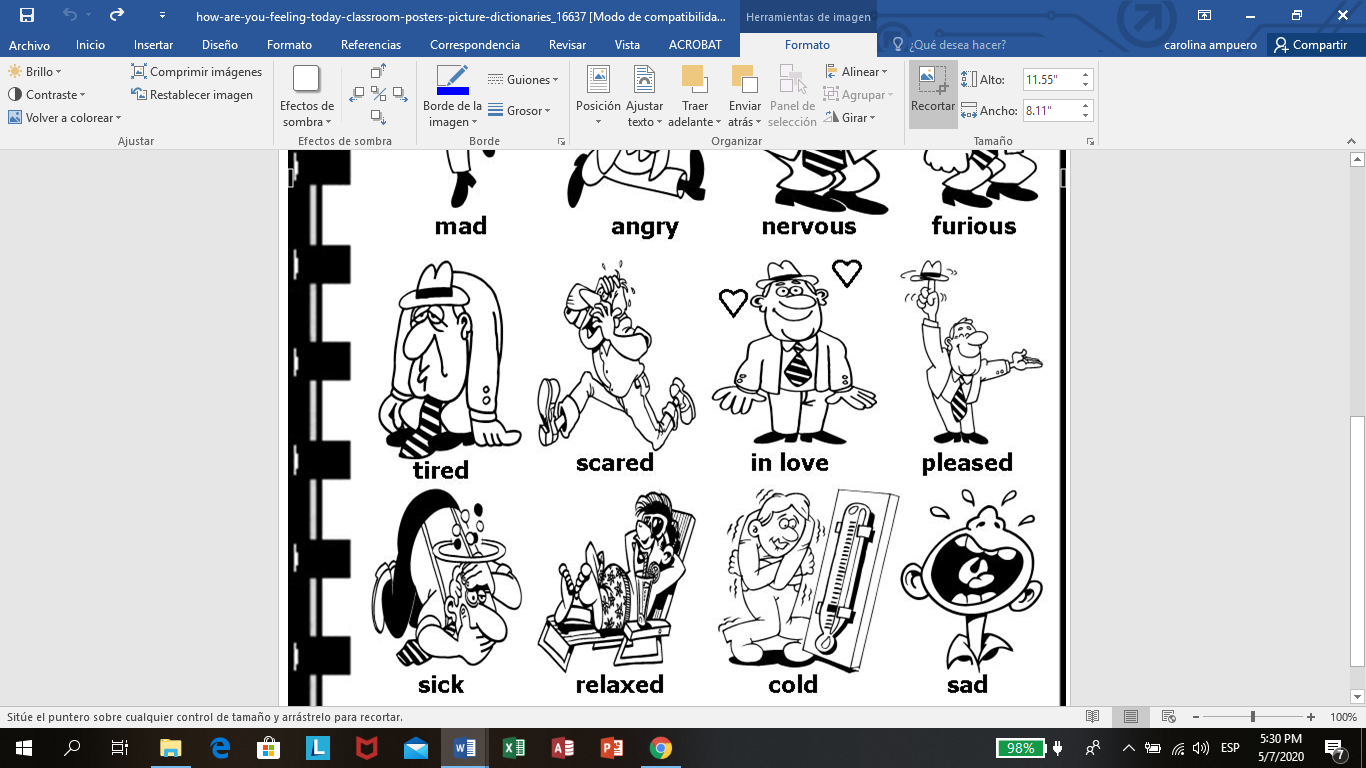 how-are-you-feeling-today-classroom-posters-picture-dictionaries_16637 [Modo de compatibilida...
Herramientas de imagen
Archivo Inicio Insertar Diseño Formato Referencias Correspondencia Revisar Vista ACROBAT Formato ¿Qué desea hacer? carolina ampuero Compartir
Brillo
Contraste
Volver a colorear
Comprimir imágenes
Restablecer imagen
Ajustar
Efectos de
sombra
Efectos de sombra
Borde de la
imagen
Guiones
Grosor
Borde
Posición
Ajustar
texto
Traer
adelante
Enviar
atrás
Panel de
selección
Alinear
Agrupar
Girar
Organizar
Recortar
Alto: 11.55"
Ancho: 8.11"
Tamaño
mad angry nervous furious
tired scared in love pleased
sick relaxed cold sad
Sitúe el puntero sobre cualquier control de tamaño y arrástrelo para recortar.
100%
98%
ESP
5:30 PM
5/7/2020
7